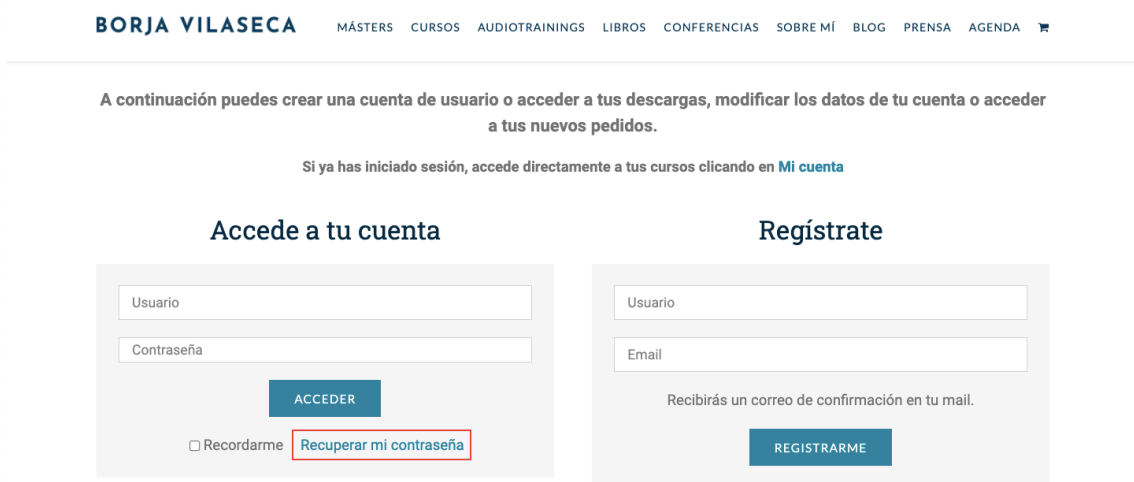 BORJA VILASECA
MÁSTERS CURSOS AUDIOTRAININGS LIBROS CONFERENCIAS SOBRE MÍ BLOG PRENSA AGENDA
A continuación puedes crear una cuenta de usuario o acceder a tus descargas, modificar los datos de tu cuenta o acceder
a tus nuevos pedidos.
Si ya has iniciado sesión, accede directamente a tus cursos clicando en Mi cuenta
Accede a tu cuenta
Usuario
Contraseña
ACCEDER
Recordarme Recuperar mi contraseña
Regístrate
Usuario
Email
Recibirás un correo de confirmación en tu mail.
REGISTRARME